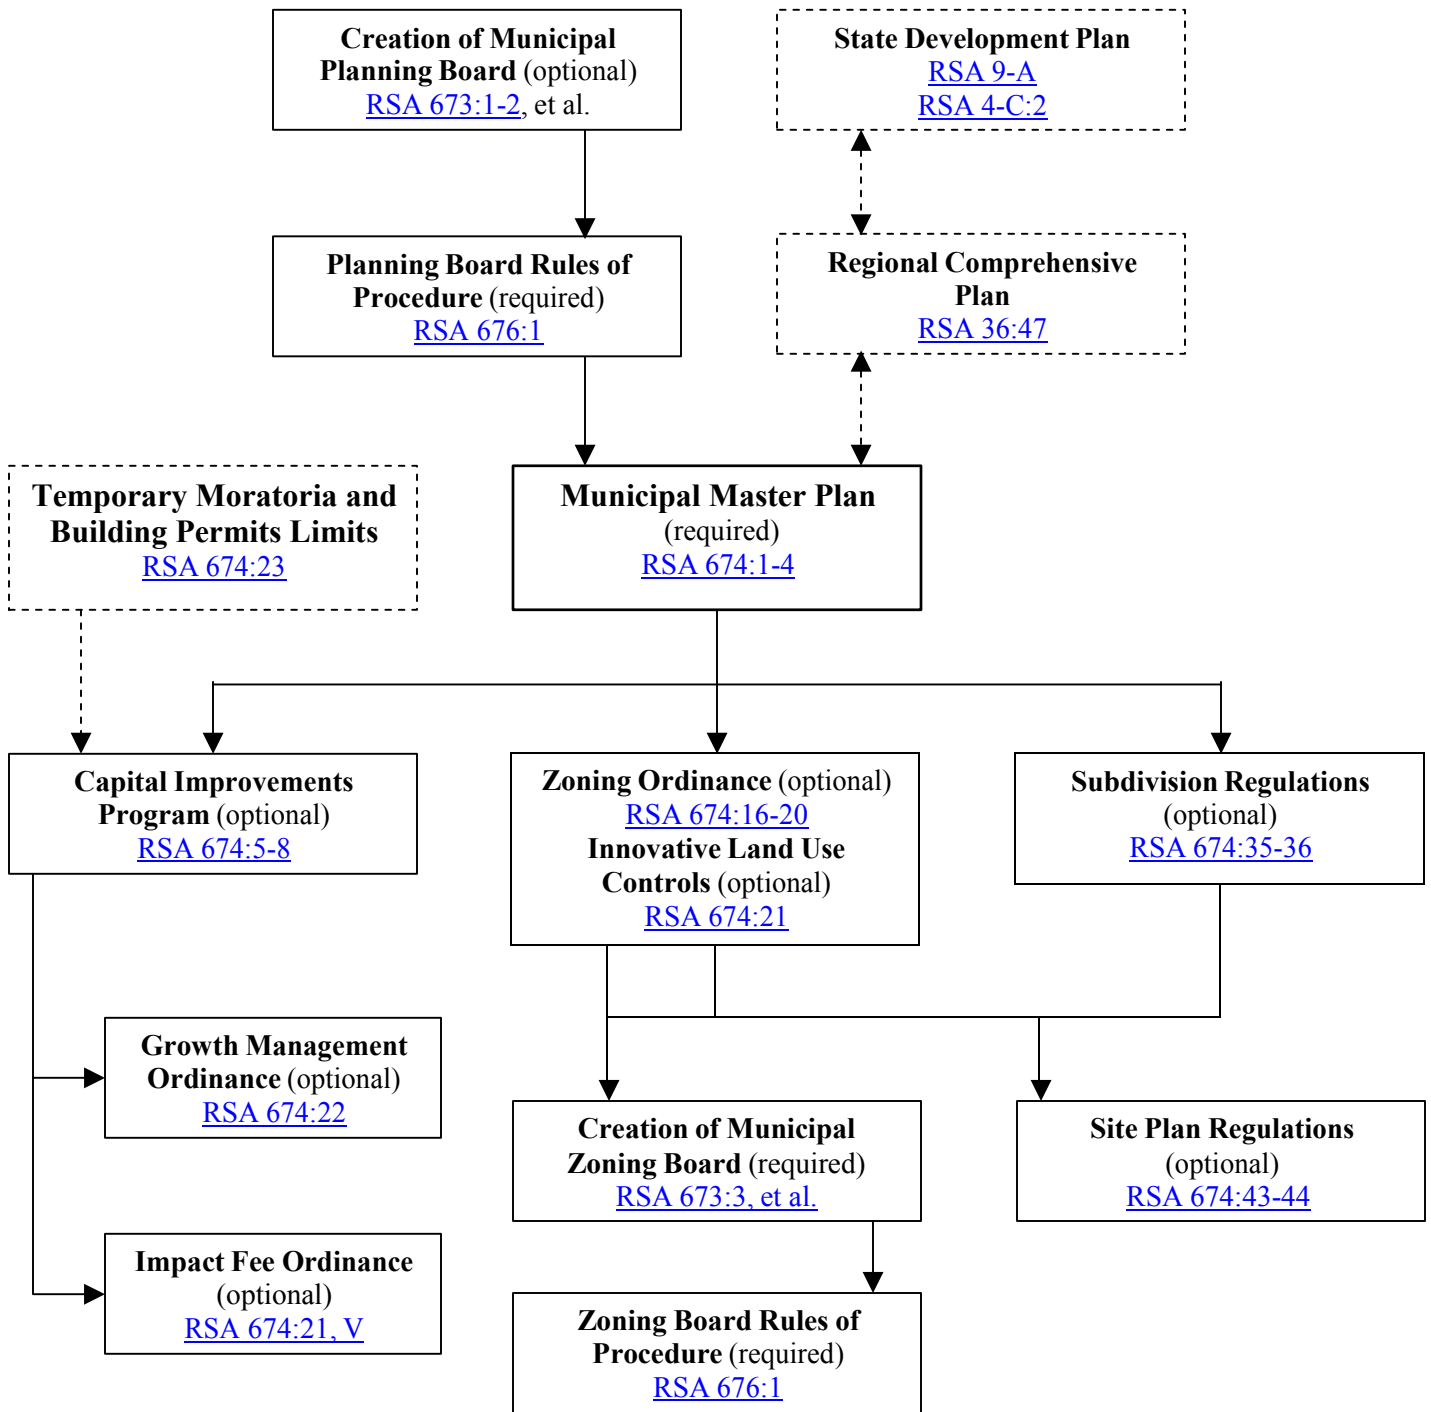 Creation of Municipal
Planning Board (optional)
RSA 673:1-2, et al.
State Development Plan
RSA 9-A
RSA 4-C:2
Planning Board Rules of
Procedure (required)
RSA 676:1
Regional Comprehensive
Plan
RSA 36:47
Temporary Moratoria and
Building Permits Limits
RSA 674:23
Municipal Master Plan
(required)
RSA 674:1-4
Capital Improvements
Program (optional)
RSA 674:5-8
Zoning Ordinance (optional)
RSA 674:16-20
Innovative Land Use
Controls (optional)
RSA 674:21
Subdivision Regulations
(optional)
RSA 674:35-36
Growth Management
Ordinance (optional)
RSA 674:22
Creation of Municipal
Zoning Board (required)
RSA 673:3, et al.
Site Plan Regulations
(optional)
RSA 674:43-44
Impact Fee Ordinance
(optional)
RSA 674:21, V
Zoning Board Rules of
Procedure (required)
RSA 676:1